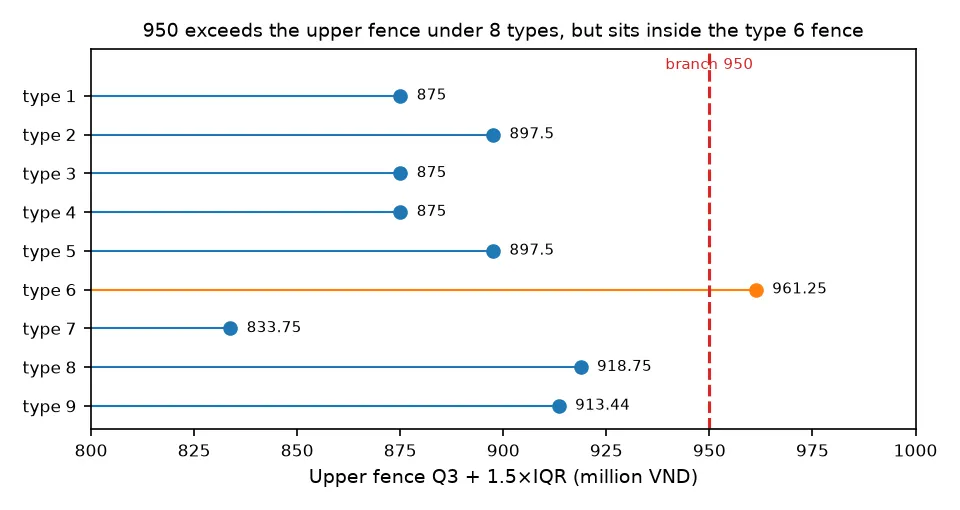 950 exceeds the upper fence under 8 types, but sits inside the type 6 fence
branch 950
type 1 875
type 2 897.5
type 3 875
type 4 875
type 5 897.5
type 6 961.25
type 7 833.75
type 8 918.75
type 9 913.44
800 825 850 875 900 925 950 975 1000
Upper fence Q3 + 1.5×IQR (million VND)